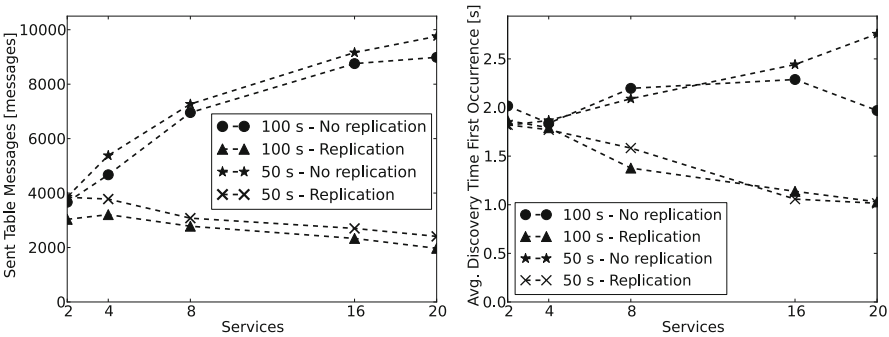 Sent Table Messages [messages]
10000
8000
6000
4000
2000
0
100 s - No replication
100 s - Replication
50 s - No replication
50 s - Replication
2 4 8 16 20
Services
Avg. Discovery Time First Occurrence [s]
2.5
2.0
1.5
1.0
0.5
0.0
100 s - No replication
100 s - Replication
50 s - No replication
50 s - Replication
2 4 8 16 20
Services